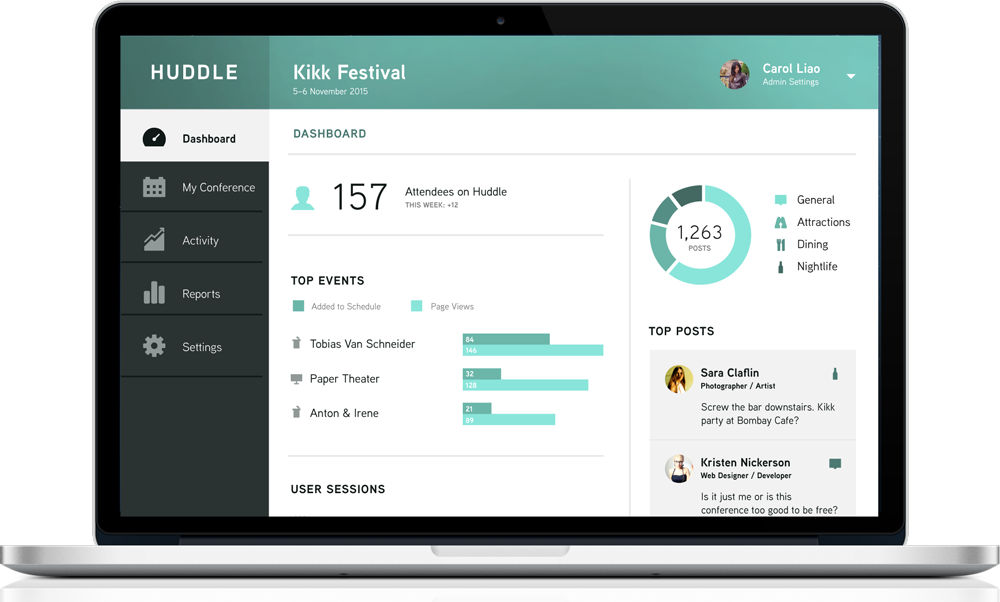 HUDDLE
Kikk Festival
5–6 November 2015
Carol Liao
Admin Settings
Dashboard
My Conference
Activity
Reports
Settings
DASHBOARD
157
Attendees on Huddle
THIS WEEK: +12
TOP EVENTS
Added to Schedule
Page Views
Tobias Van Schneider
84
146
Paper Theater
32
128
Anton & Irene
21
89
USER SESSIONS
1,263
POSTS
General
Attractions
Dining
Nightlife
TOP POSTS
Sara Claflin
Photographer / Artist
Screw the bar downstairs. Kikk
party at Bombay Cafe?
Kristen Nickerson
Web Designer / Developer
Is it just me or is this
conference too good to be free?